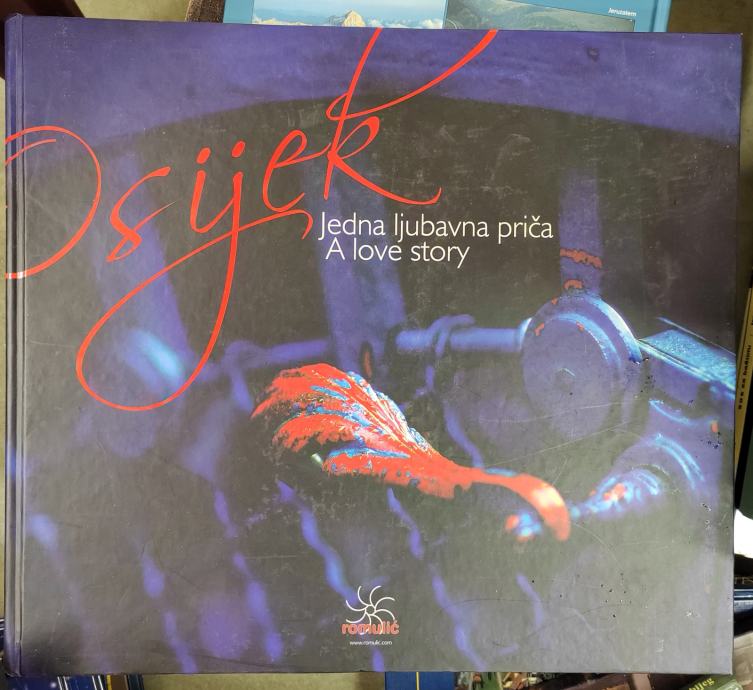 Jeruzalem
Osijek
Jedna ljubavna priča
A love story
romulić
www.romulic.com